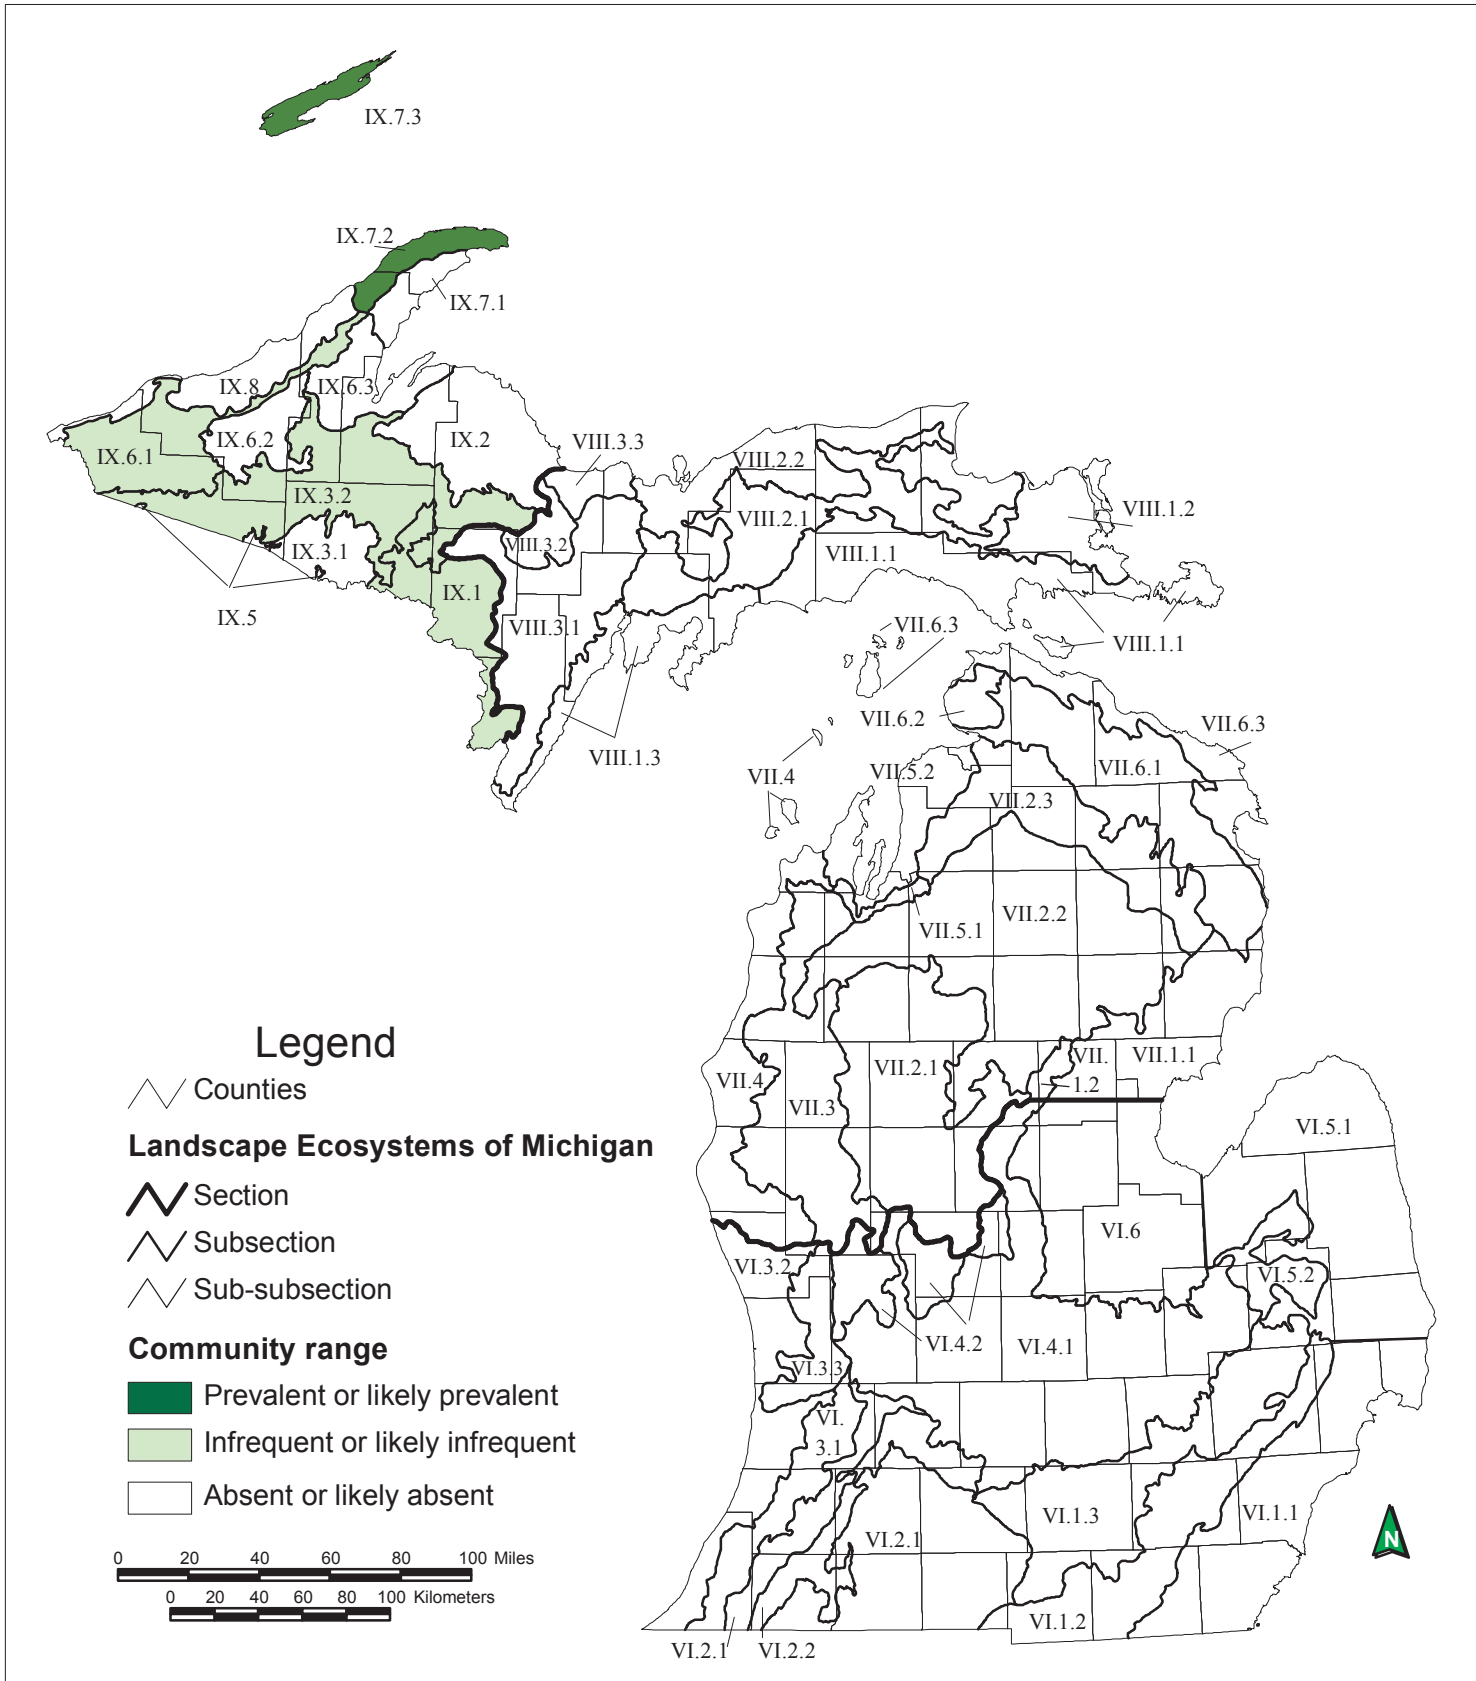 IX.7.3
IX.7.2
IX.7.1
IX.8
IX.6.3
IX.6.2
IX.6.1
IX.2
VIII.3.3
VIII.2.2
IX.3.2
VIII.2.1
VIII.1.2
IX.3.1
VIII.3.2
VIII.1.1
IX.1
IX.5
VIII.3.1
VII.6.3
VIII.1.1
VII.6.2
VII.6.3
VIII.1.3
VII.4
VII.5.2
VII.6.1
VII.2.3
VII.5.1
VII.2.2
Legend
Counties
Landscape Ecosystems of Michigan
Section
Subsection
Sub-subsection
Community range
Prevalent or likely prevalent
Infrequent or likely infrequent
Absent or likely absent
0 20 40 60 80 100 Miles
0 20 40 60 80 100 Kilometers
VII.4
VII.3
VII.2.1
VII.
1.2
VII.1.1
VI.5.1
VI.6
VI.3.2
VI.5.2
VI.4.2
VI.4.1
VI.3.3
VI.
3.1
VI.2.1
VI.1.3
VI.1.1
N
VI.1.2
VI.2.1
VI.2.2